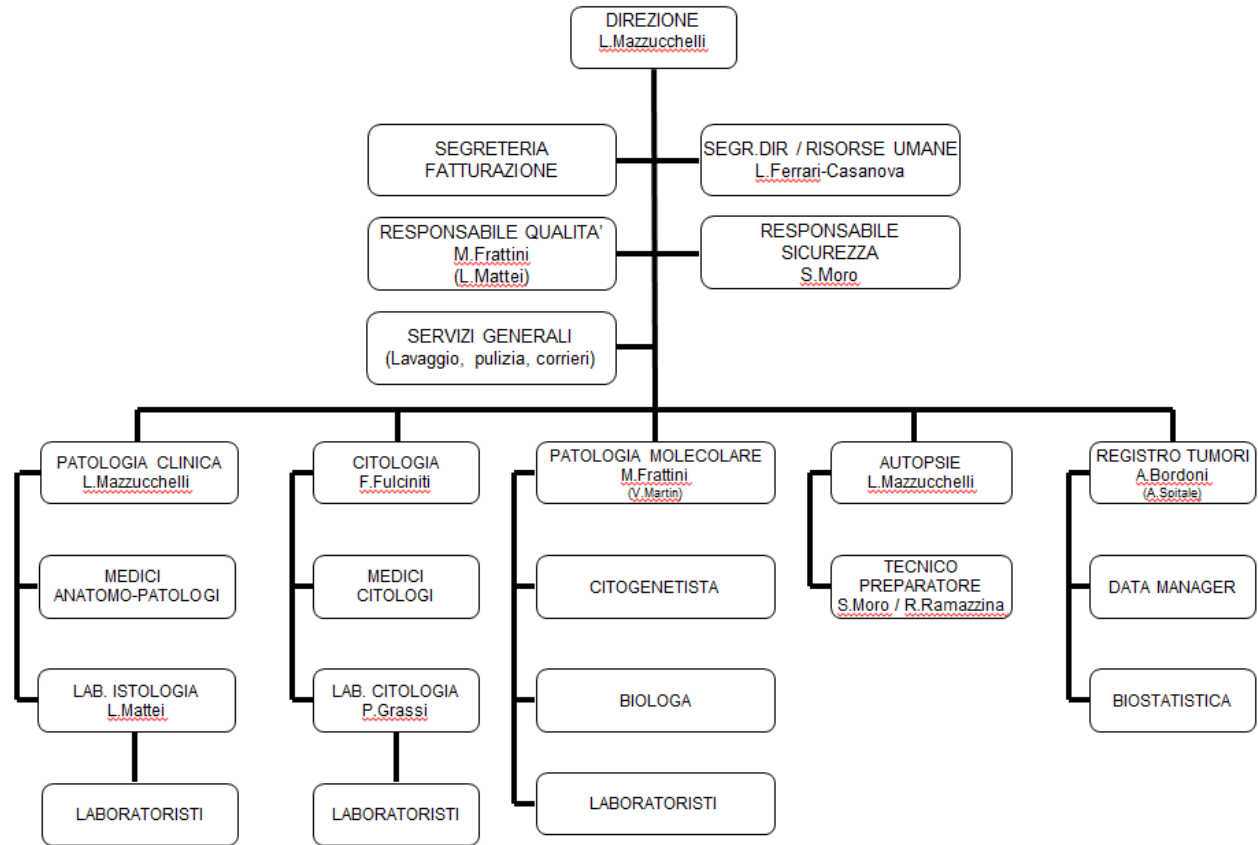 DIREZIONE
L.Mazzucchelli
SEGRETERIA
FATTURAZIONE
SEGR.DIR / RISORSE UMANE
L.Ferrari-Casanova
RESPONSABILE QUALITA'
M.Frattini
(L.Mattei)
RESPONSABILE
SICUREZZA
S.Moro
SERVIZI GENERALI
(Lavaggio, pulizia, corrieri)
PATOLOGIA CLINICA
L.Mazzucchelli
CITOLOGIA
F.Fulciniti
PATOLOGIA MOLECOLARE
M.Frattini
(V.Martin)
AUTOPSIE
L.Mazzucchelli
REGISTRO TUMORI
A.Bordoni
(A.Spitale)
MEDICI
ANATOMO-PATOLOGI
MEDICI
CITOLOGI
CITOGENETISTA
TECNICO
PREPARATORE
S.Moro / R.Ramazzina
DATA MANAGER
LAB. ISTOLOGIA
L.Mattei
LAB. CITOLOGIA
P.Grassi
BIOLOGA
BIOSTATISTICA
LABORATORISTI
LABORATORISTI
LABORATORISTI